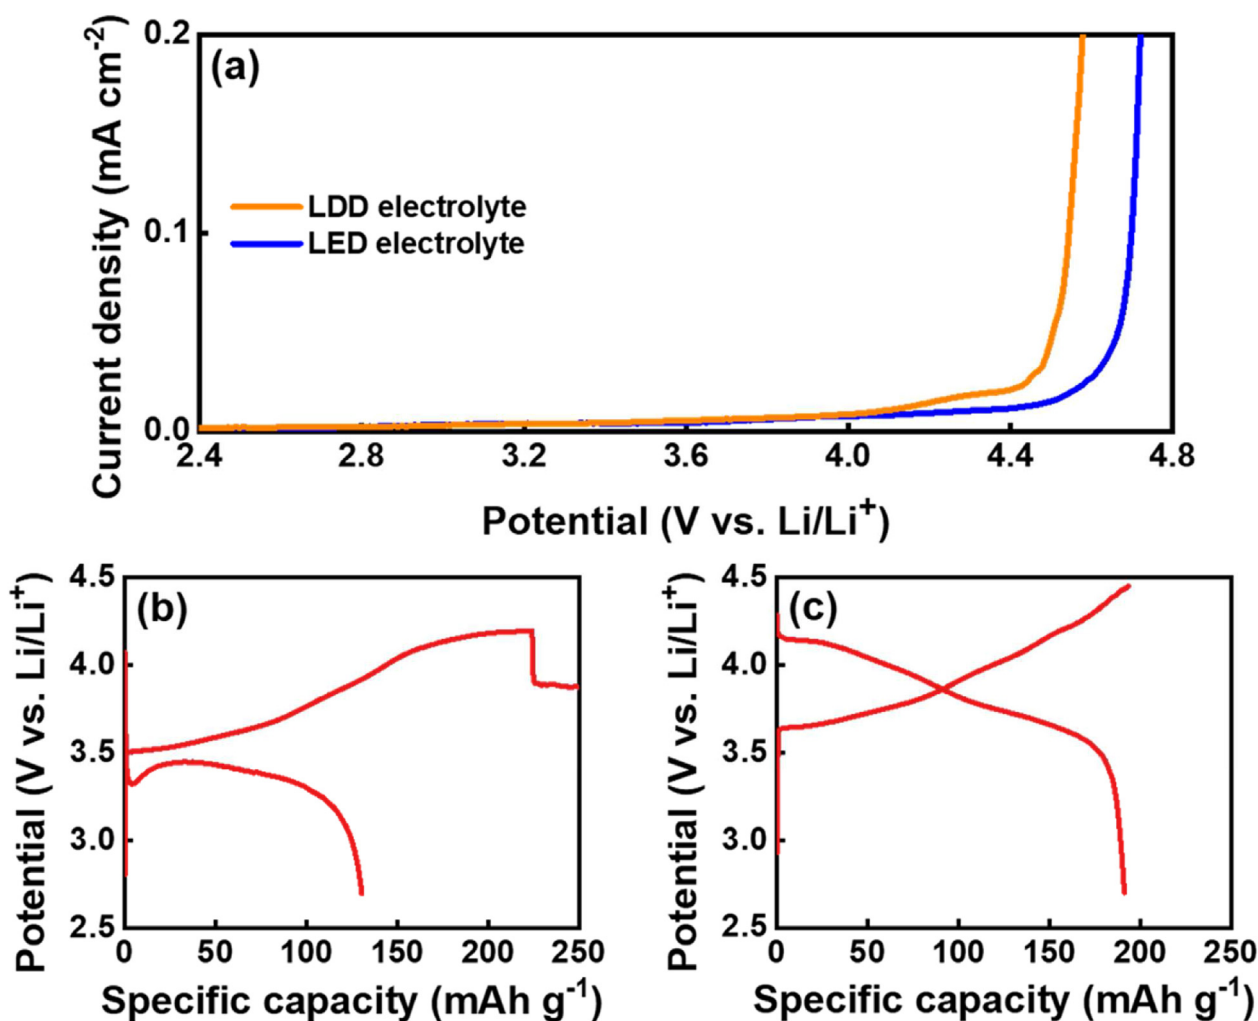 (a)
Current density (mA cm⁻²)
0.2
0.1
0.0
LDD electrolyte
LED electrolyte
2.4 2.8 3.2 3.6 4.0 4.4 4.8
Potential (V vs. Li/Li⁺)
(b)
Potential (V vs. Li/Li⁺)
4.5
4.0
3.5
3.0
2.5
0 50 100 150 200 250
Specific capacity (mAh g⁻¹)
(c)
Potential (V vs. Li/Li⁺)
4.5
4.0
3.5
3.0
2.5
0 50 100 150 200 250
Specific capacity (mAh g⁻¹)